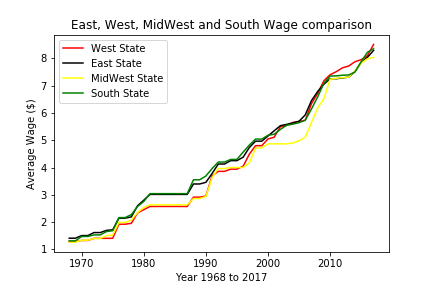 East, West, MidWest and South Wage comparison
West State
East State
MidWest State
South State
Average Wage ($)
8
7
6
5
4
3
2
1
1970
1980
1990
2000
2010
Year 1968 to 2017